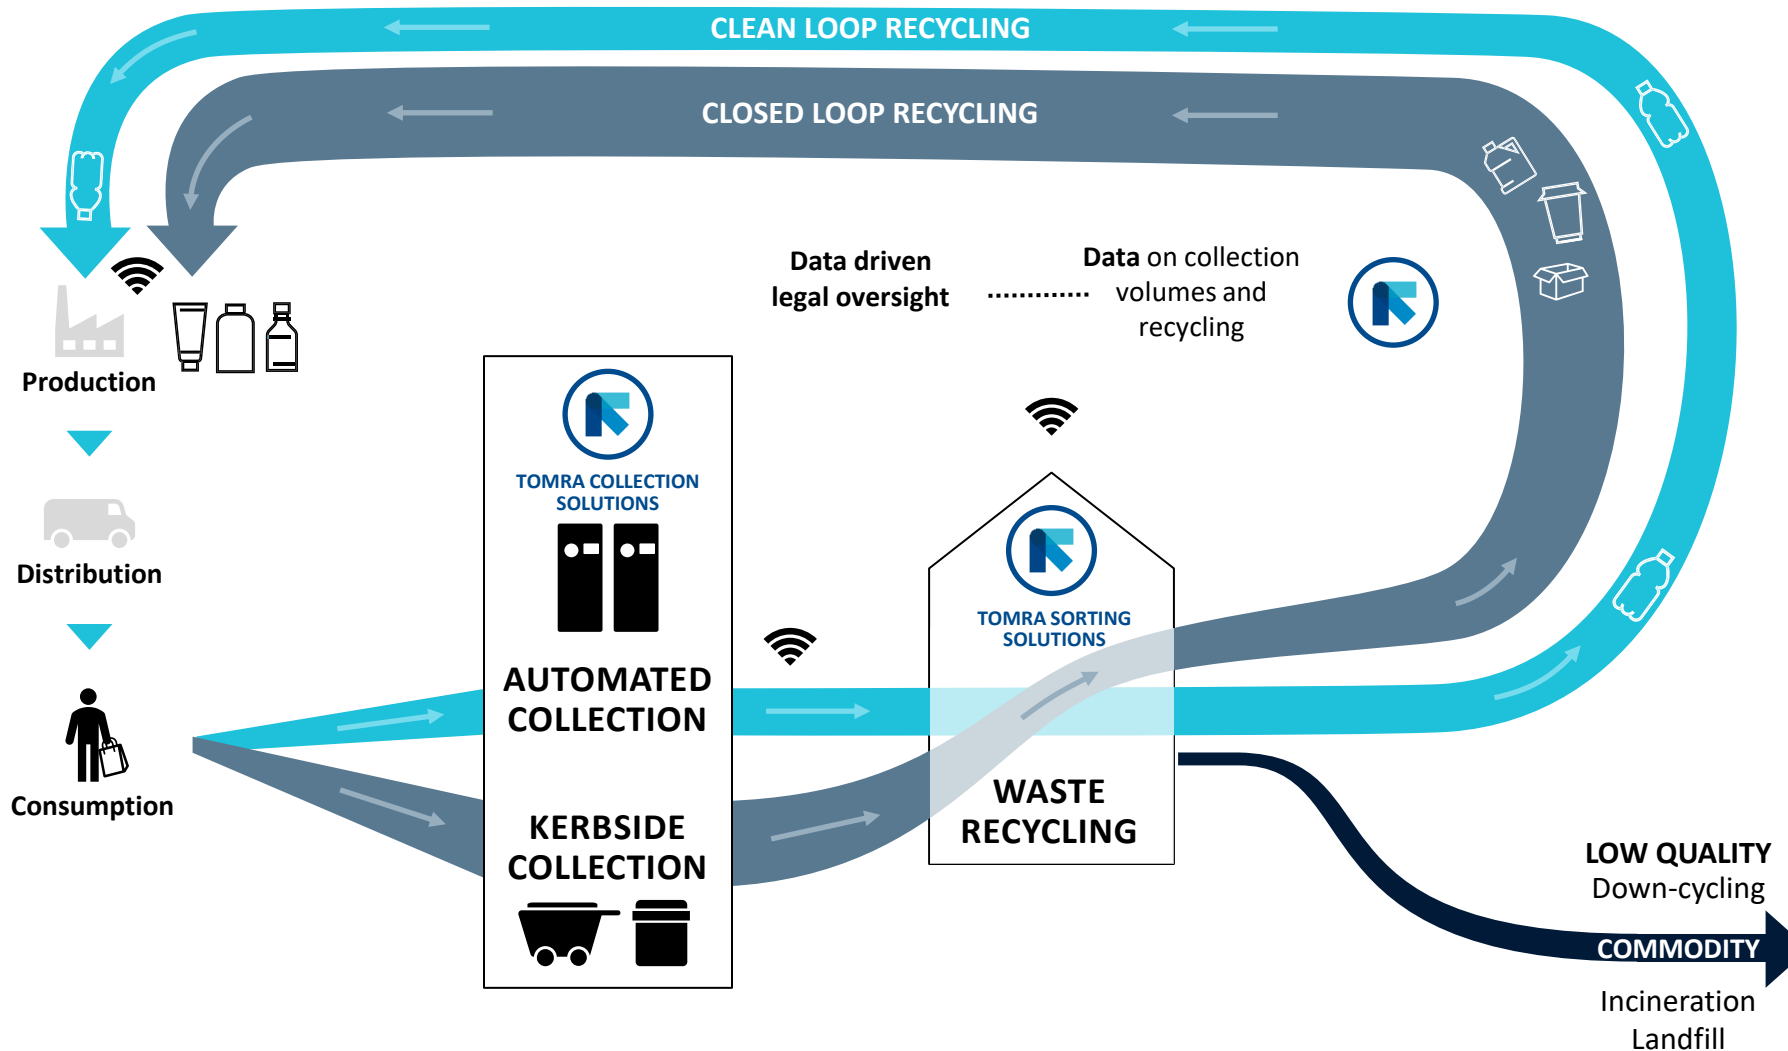 CLEAN LOOP RECYCLING
CLOSED LOOP RECYCLING
Data driven
legal oversight
Data on collection
volumes and
recycling
Production
Distribution
Consumption
TOMRA COLLECTION
SOLUTIONS
AUTOMATED
COLLECTION
KERBSIDE
COLLECTION
TOMRA SORTING
SOLUTIONS
WASTE
RECYCLING
LOW QUALITY
Down-cycling
COMMODITY
Incineration
Landfill